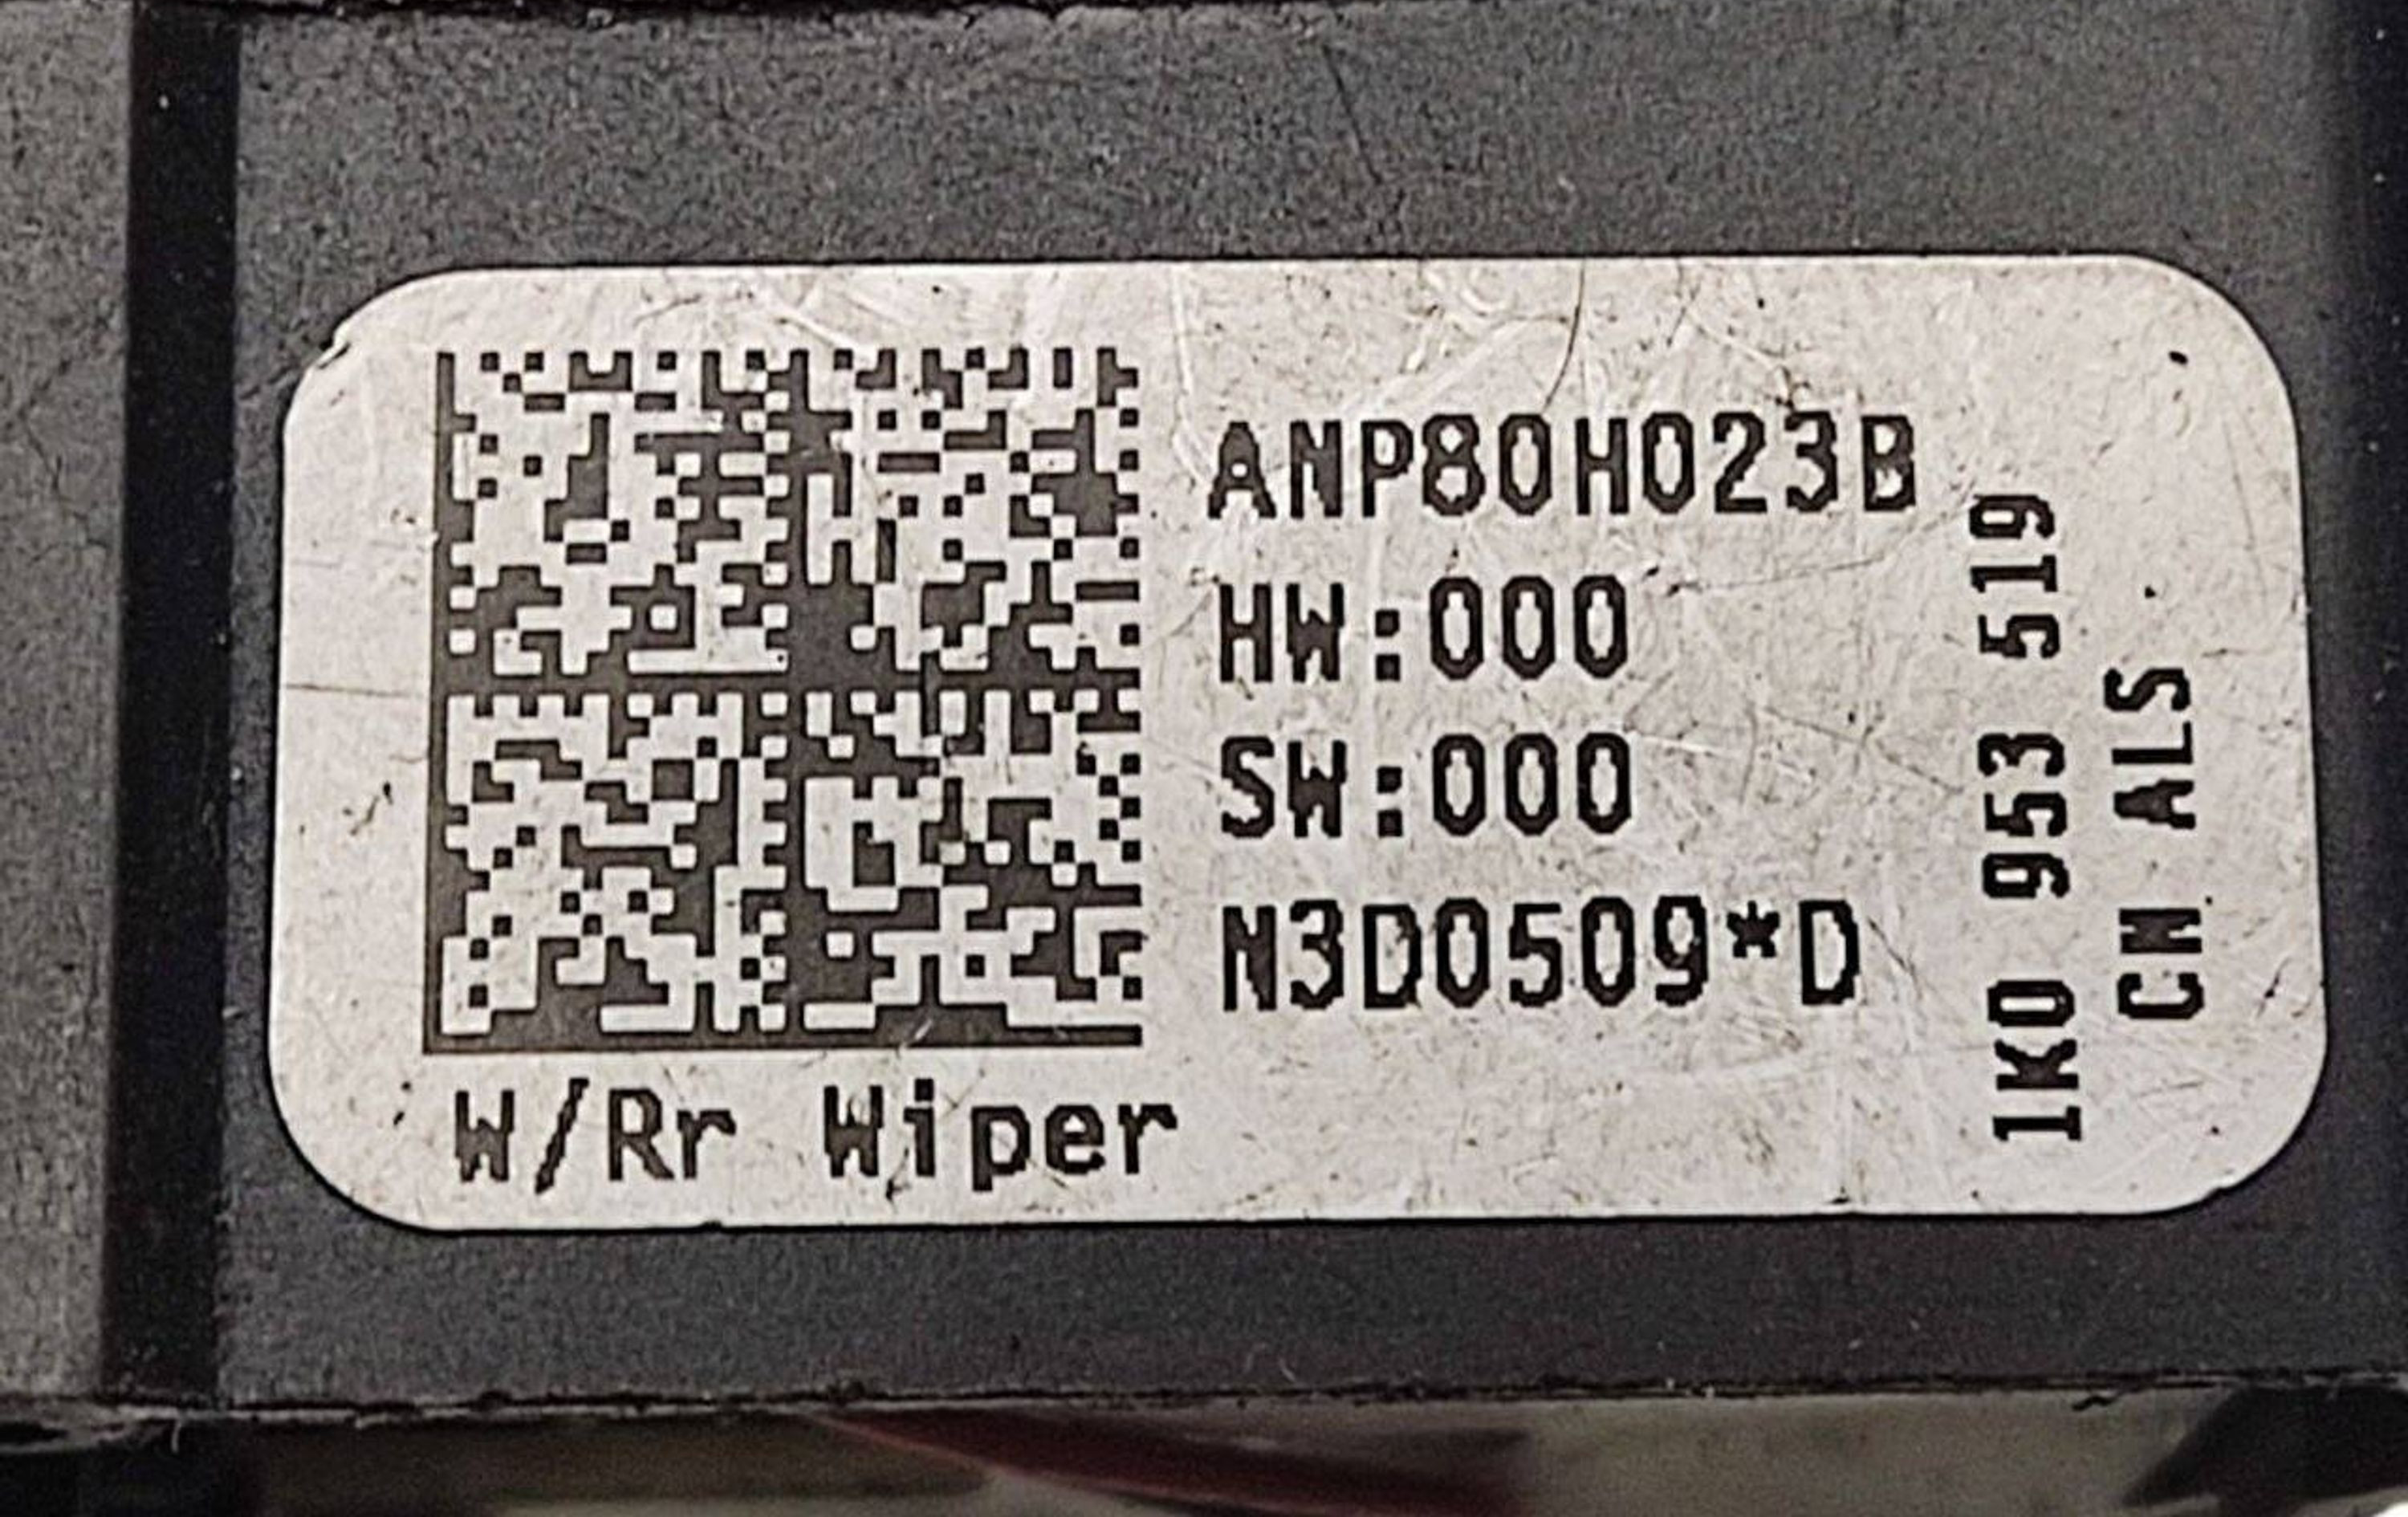 ANP80H023B
HW:000
SW:000
N3D0509*D
W/Rr Wiper
1K0 953 519
CN ALS